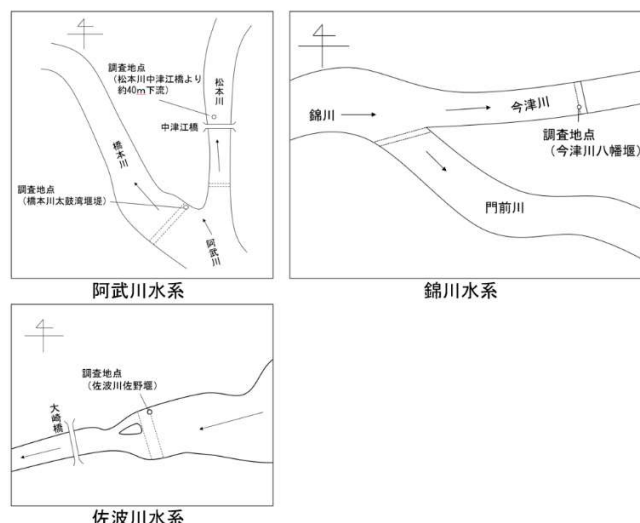 調査地点
(松本川中津江橋より
約40m下流)
松本川
中津江橋
橋本川
調査地点
(橋本川太鼓湾堰堤)
阿武川
阿武川水系
錦川
今津川
調査地点
(今津川八幡堰)
門前川
錦川水系
調査地点
(佐波川佐野堰)
大崎橋
佐波川水系